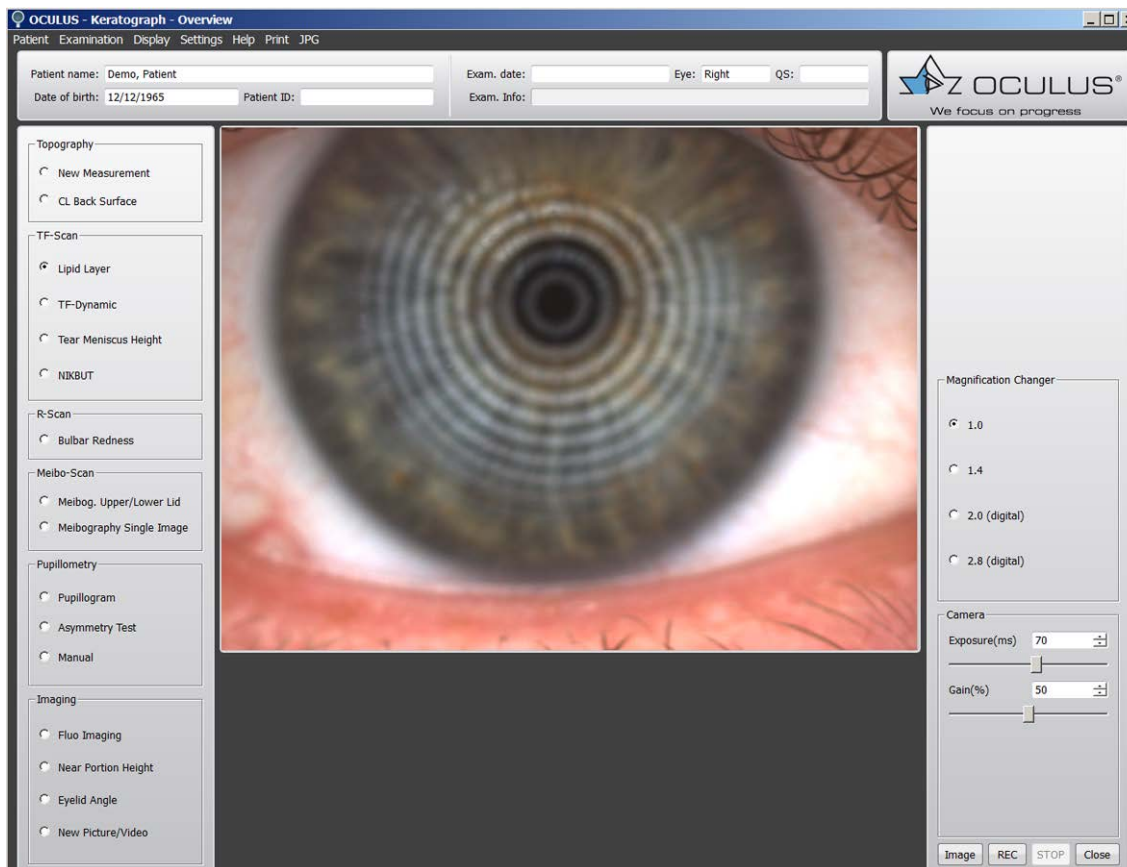 OCULUS - Keratograph - Overview
Patient Examination Display Settings Help Print JPG
Patient name: Demo, Patient
Date of birth: 12/12/1965 Patient ID:
Exam. date: Eye: Right QS:
Exam. Info:
OCULUS®
We focus on progress
Topography
New Measurement
CL Back Surface
TF-Scan
Lipid Layer
TF-Dynamic
Tear Meniscus Height
NIKBUT
R-Scan
Bulbar Redness
Meibo-Scan
Meibog. Upper/Lower Lid
Meibography Single Image
Pupillometry
Pupillogram
Asymmetry Test
Manual
Imaging
Fluo Imaging
Near Portion Height
Eyelid Angle
New Picture/Video
Magnification Changer
1.0
1.4
2.0 (digital)
2.8 (digital)
Camera
Exposure(ms) 70
Gain(%) 50
Image REC STOP Close